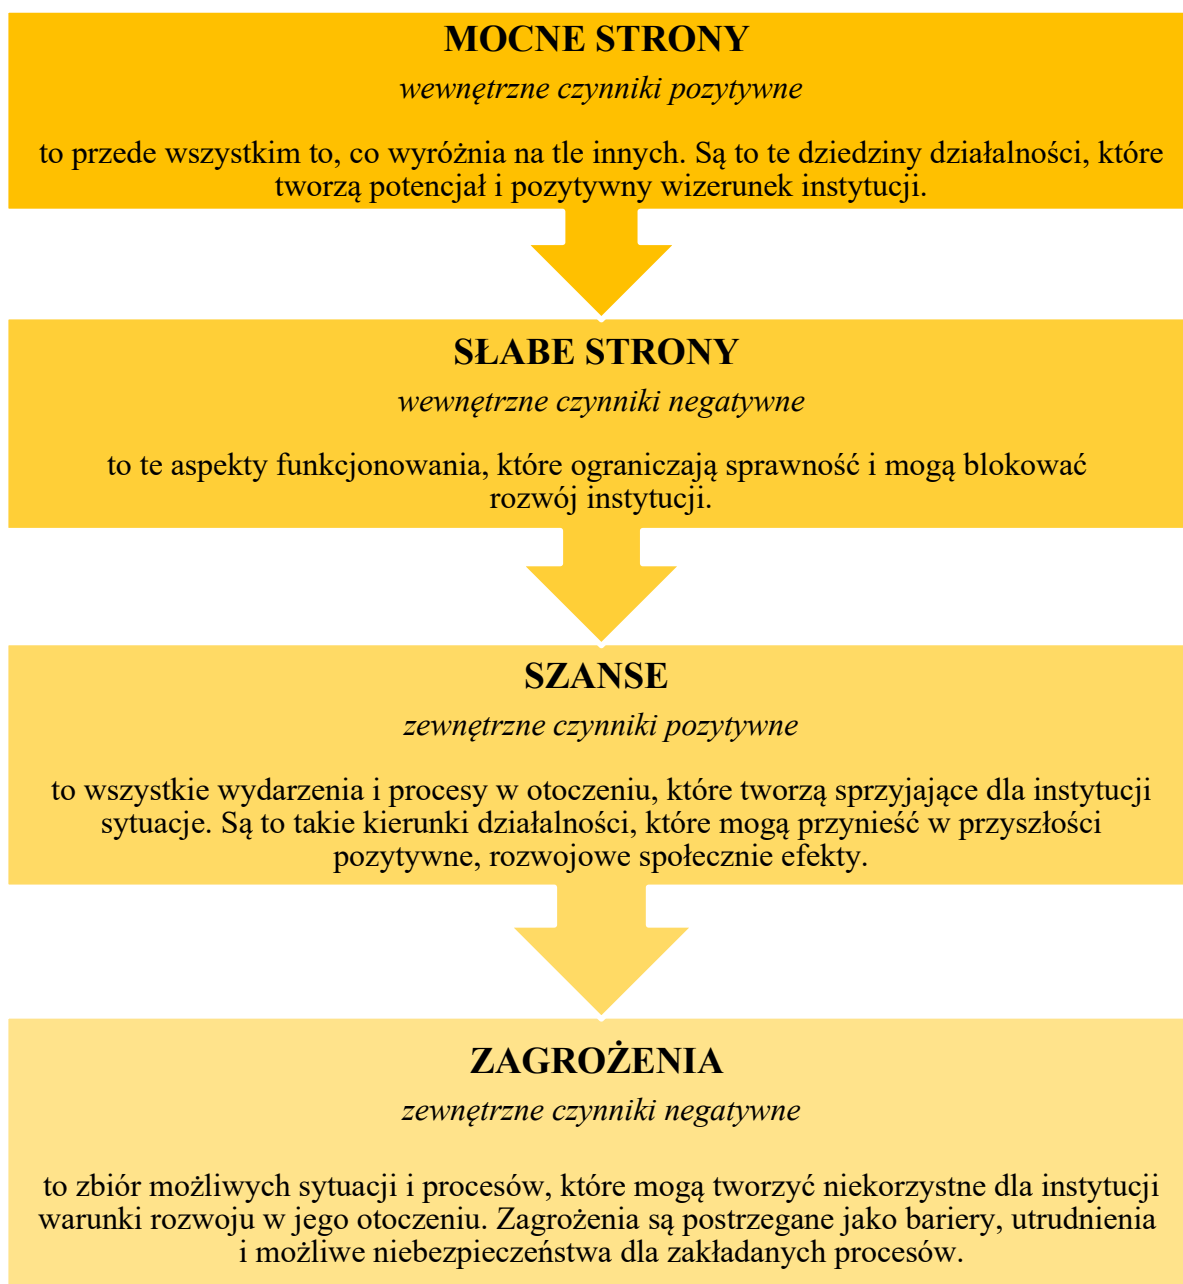 MOCNE STRONY
wewnętrzne czynniki pozytywne
to przede wszystkim to, co wyróżnia na tle innych. Są to te dziedziny działalności, które
tworzą potencjał i pozytywny wizerunek instytucji.
SŁABE STRONY
wewnętrzne czynniki negatywne
to te aspekty funkcjonowania, które ograniczają sprawność i mogą blokować
rozwój instytucji.
SZANSE
zewnętrzne czynniki pozytywne
to wszystkie wydarzenia i procesy w otoczeniu, które tworzą sprzyjające dla instytucji
sytuacje. Są to takie kierunki działalności, które mogą przynieść w przyszłości
pozytywne, rozwojowe społecznie efekty.
ZAGROŻENIA
zewnętrzne czynniki negatywne
to zbiór możliwych sytuacji i procesów, które mogą tworzyć niekorzystne dla instytucji
warunki rozwoju w jego otoczeniu. Zagrożenia są postrzegane jako bariery, utrudnienia
i możliwe niebezpieczeństwa dla zakładanych procesów.